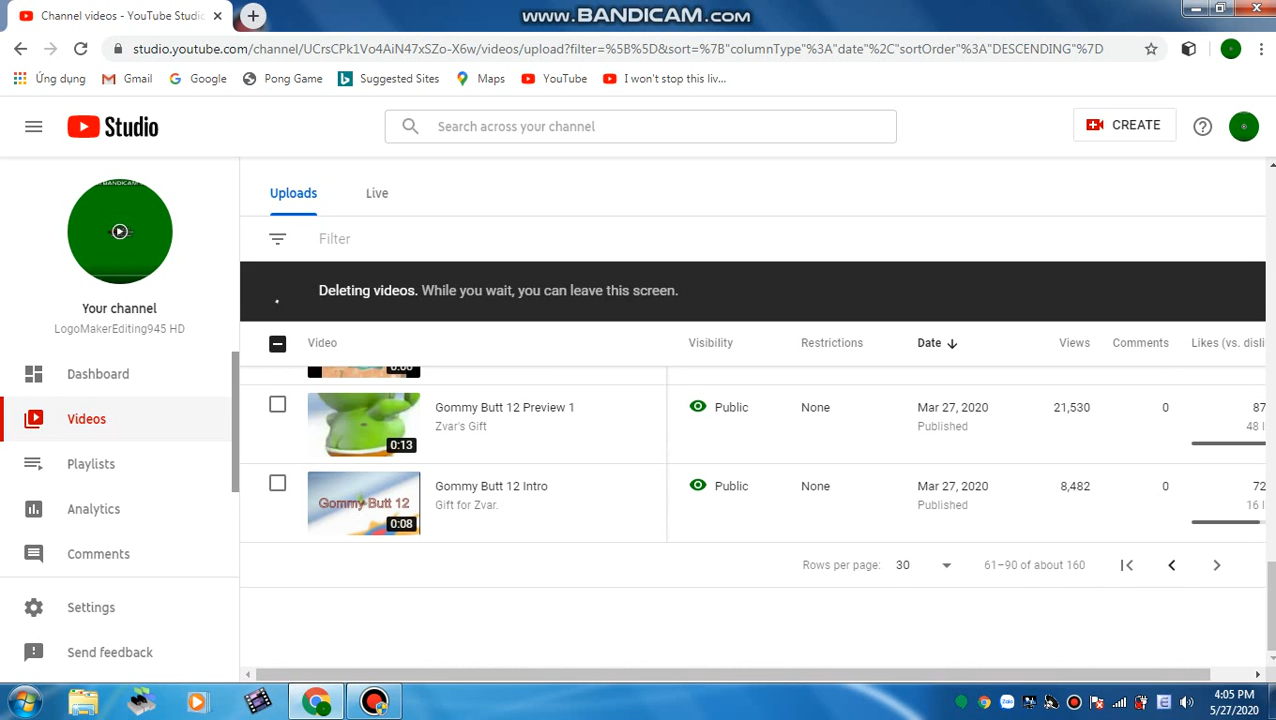 Channel videos - YouTube Studio
www.BANDICAM.com
studio.youtube.com/channel/UCrsCPk1Vo4AiN47xSZo-X6w/videos/upload?filter=%5B%5D&sort=%7B"columnType"%3A"date"%2C"sortOrder"%3A"DESCENDING"%7D
Ứng dụng Gmail Google Pong Game Suggested Sites Maps YouTube I won't stop this liv...
Studio
Search across your channel
CREATE
BANDICAM
Your channel
LogoMakerEditing945 HD
Dashboard
Videos
Playlists
Analytics
Comments
Settings
Send feedback
Uploads Live
Filter
Deleting videos. While you wait, you can leave this screen.
Video Visibility Restrictions Date Views Comments Likes (vs. disli
Gommy Butt 12 Preview 1 Public None Mar 27, 2020 21,530 0 87
Zvar's Gift Published 48 l
0:13
Gommy Butt 12 Intro Public None Mar 27, 2020 8,482 0 72
Gift for Zvar. Published 16 l
Gommy Butt 12
0:08
Rows per page: 30 61–90 of about 160
4:05 PM
5/27/2020